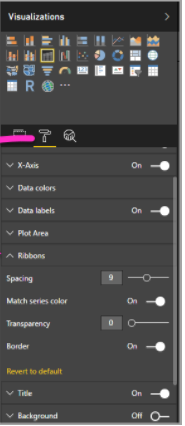 Visualizations
X-Axis On
Data colors
Data labels On
Plot Area
Ribbons
Spacing 9
Match series color On
Transparency 0
Border On
Revert to default
Title On
Background Off